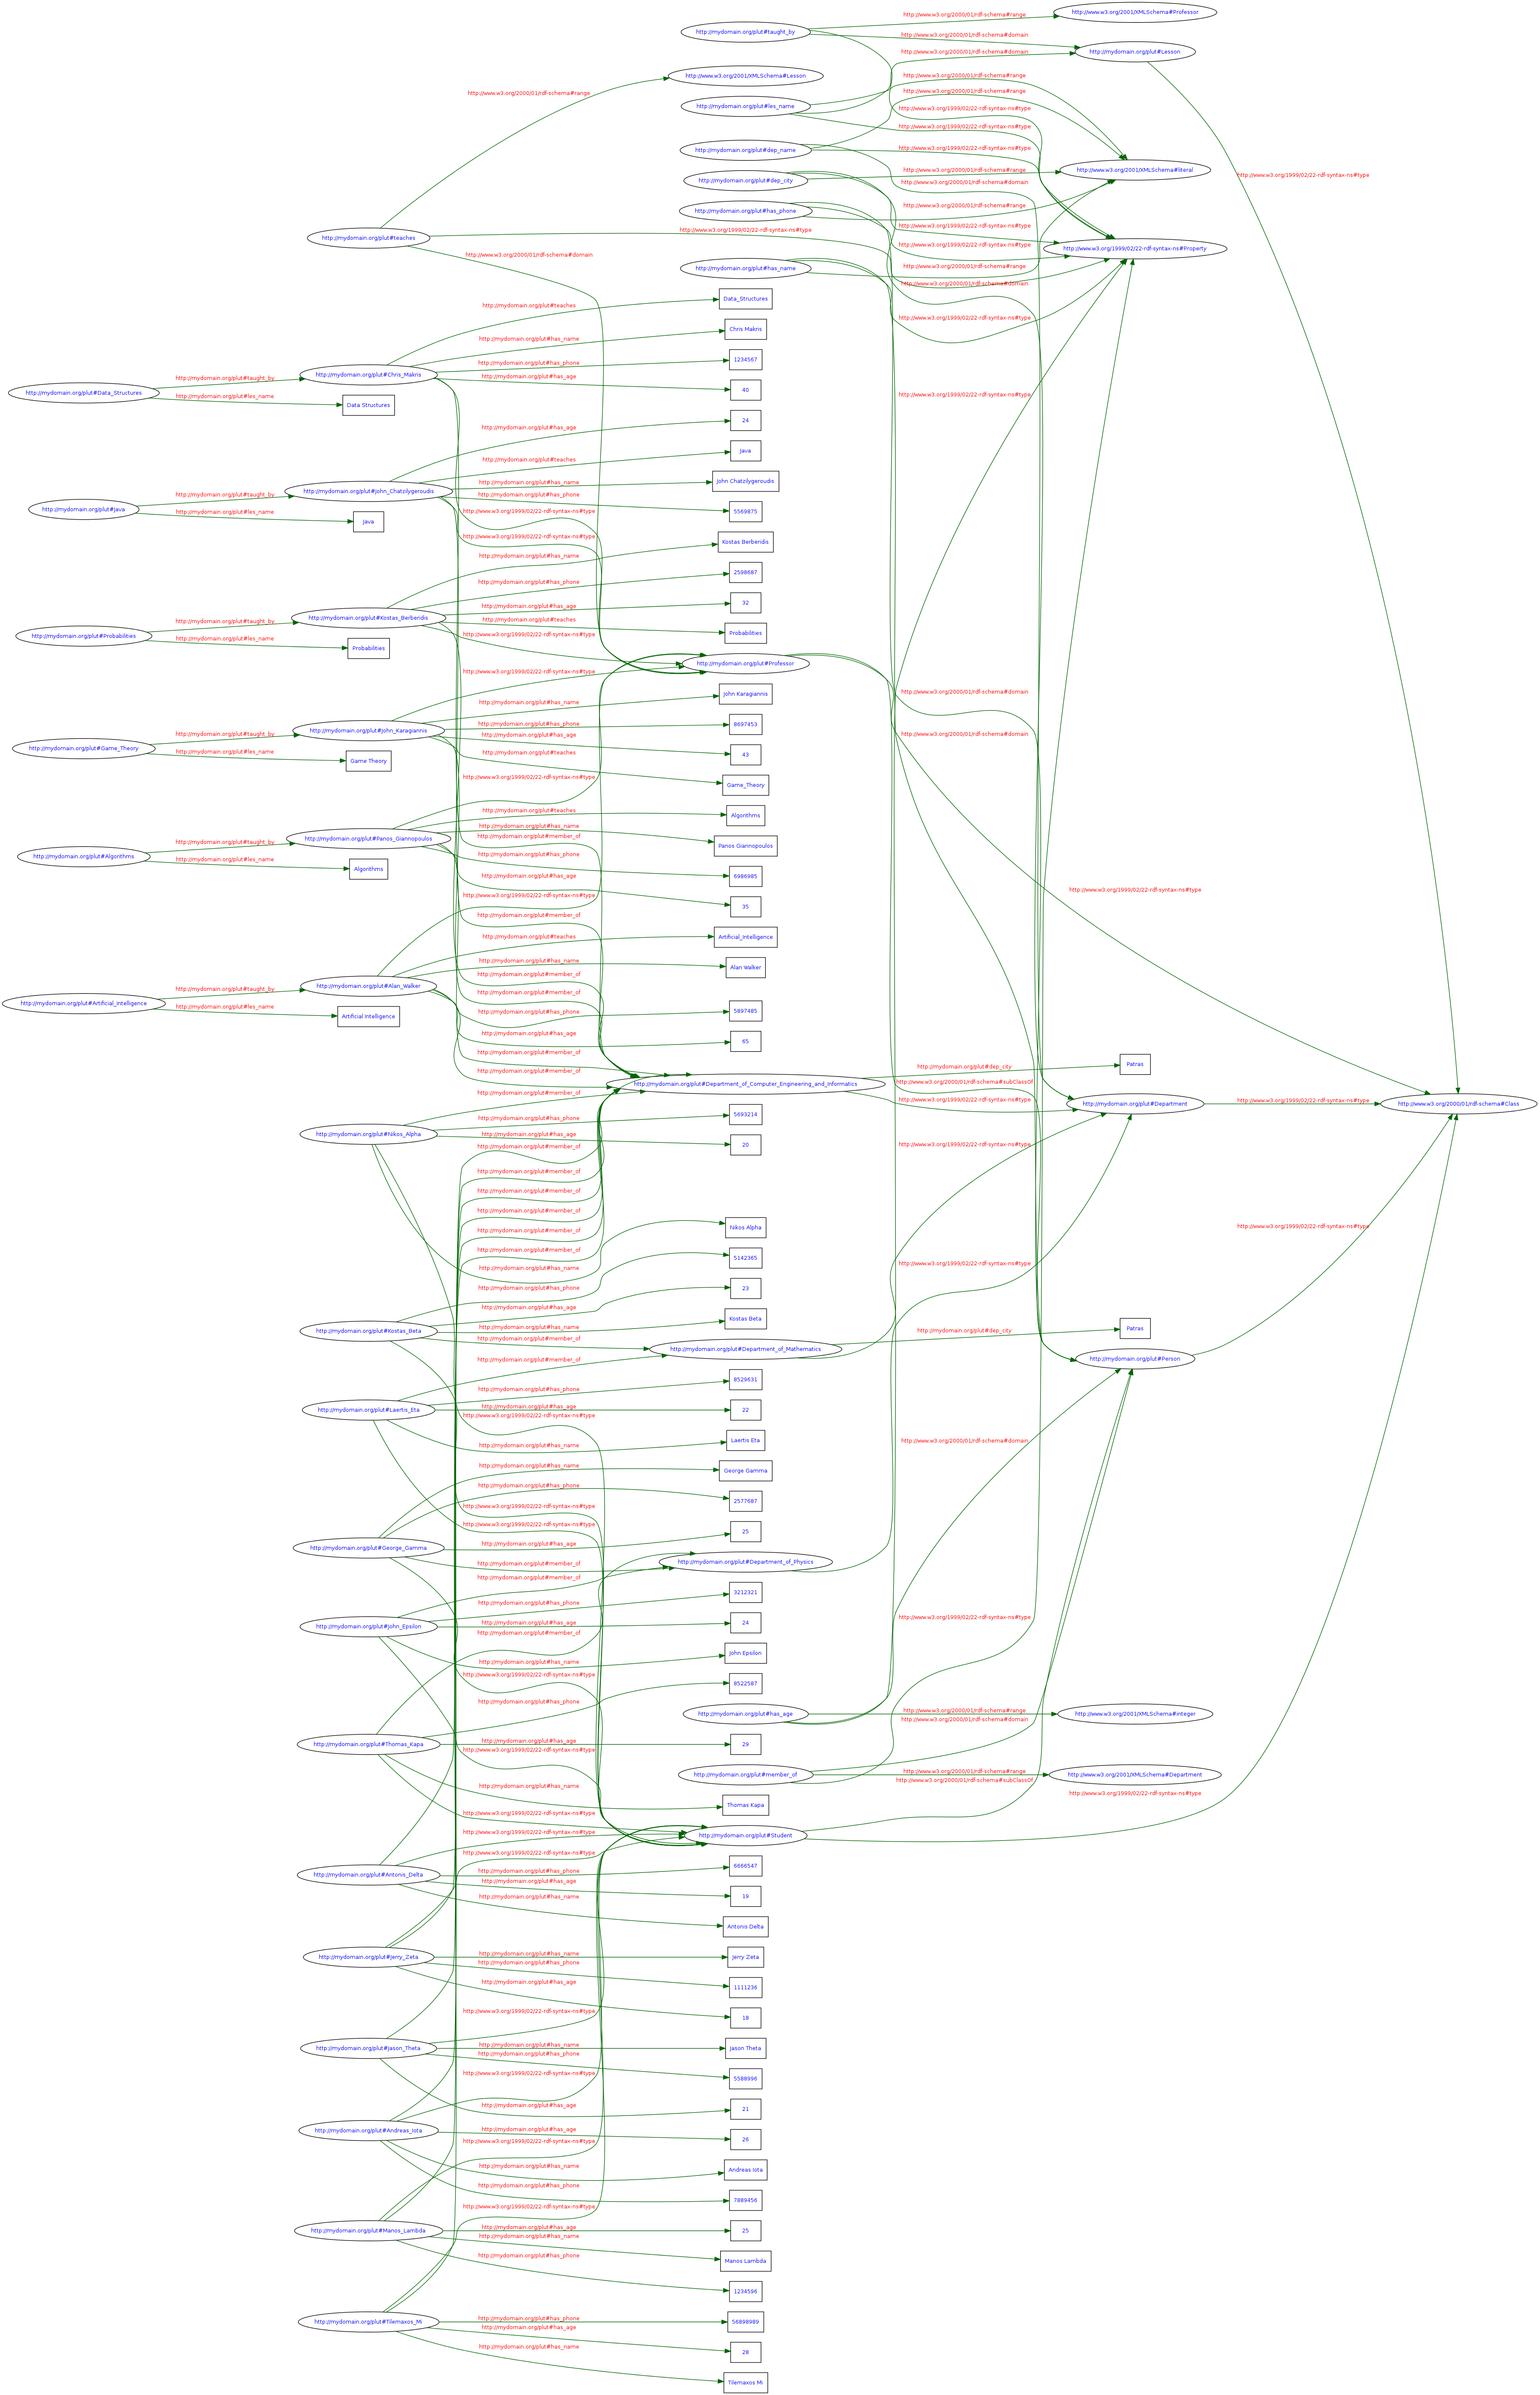 http://www.w3.org/2001/XMLSchema#Professor
http://www.w3.org/2000/01/rdf-schema#range
http://mydomain.org/plut#taught_by
http://www.w3.org/2000/01/rdf-schema#domain
http://mydomain.org/plut#Lesson
http://www.w3.org/2000/01/rdf-schema#domain
http://www.w3.org/2001/XMLSchema#Lesson
http://www.w3.org/2000/01/rdf-schema#range
http://www.w3.org/2000/01/rdf-schema#range
http://www.w3.org/2000/01/rdf-schema#range
http://mydomain.org/plut#les_name
http://www.w3.org/1999/02/22-rdf-syntax-ns#type
http://www.w3.org/1999/02/22-rdf-syntax-ns#type
http://mydomain.org/plut#dep_name
http://www.w3.org/1999/02/22-rdf-syntax-ns#type
http://www.w3.org/2000/01/rdf-schema#range
http://www.w3.org/2001/XMLSchema#literal
http://www.w3.org/1999/02/22-rdf-syntax-ns#type
http://mydomain.org/plut#dep_city
http://www.w3.org/2000/01/rdf-schema#domain
http://www.w3.org/2000/01/rdf-schema#range
http://mydomain.org/plut#has_phone
http://www.w3.org/1999/02/22-rdf-syntax-ns#type
http://www.w3.org/1999/02/22-rdf-syntax-ns#type
http://mydomain.org/plut#teaches
http://www.w3.org/1999/02/22-rdf-syntax-ns#type
http://www.w3.org/1999/02/22-rdf-syntax-ns#Property
http://www.w3.org/2000/01/rdf-schema#domain
http://mydomain.org/plut#has_name
http://www.w3.org/2000/01/rdf-schema#range
http://www.w3.org/2000/01/rdf-schema#domain
Data_Structures
http://mydomain.org/plut#teaches
http://www.w3.org/1999/02/22-rdf-syntax-ns#type
Chris Makris
http://mydomain.org/plut#has_name
1234567
http://mydomain.org/plut#has_phone
http://mydomain.org/plut#Chris_Makris
http://mydomain.org/plut#has_age
http://mydomain.org/plut#taught_by
40
http://mydomain.org/plut#Data_Structures
http://mydomain.org/plut#les_name
http://www.w3.org/1999/02/22-rdf-syntax-ns#type
Data Structures
24
http://mydomain.org/plut#has_age
Java
http://mydomain.org/plut#teaches
http://mydomain.org/plut#has_name
John Chatzilygeroudis
http://mydomain.org/plut#John_Chatzilygeroudis
http://mydomain.org/plut#taught_by
http://mydomain.org/plut#has_phone
http://mydomain.org/plut#Java
http://mydomain.org/plut#les_name
http://www.w3.org/1999/02/22-rdf-syntax-ns#type
5569875
Java
http://www.w3.org/1999/02/22-rdf-syntax-ns#type
Kostas Berberidis
http://mydomain.org/plut#has_name
2598687
http://mydomain.org/plut#has_phone
32
http://mydomain.org/plut#has_age
http://mydomain.org/plut#Kostas_Berberidis
http://mydomain.org/plut#taught_by
http://mydomain.org/plut#teaches
Probabilities
http://mydomain.org/plut#Probabilities
http://mydomain.org/plut#les_name
http://www.w3.org/1999/02/22-rdf-syntax-ns#type
Probabilities
http://mydomain.org/plut#Professor
http://www.w3.org/1999/02/22-rdf-syntax-ns#type
John Karagiannis
http://www.w3.org/2000/01/rdf-schema#domain
http://mydomain.org/plut#has_name
8697453
http://mydomain.org/plut#has_phone
http://mydomain.org/plut#John_Karagiannis
http://mydomain.org/plut#taught_by
http://mydomain.org/plut#has_age
http://www.w3.org/2000/01/rdf-schema#domain
http://mydomain.org/plut#Game_Theory
http://mydomain.org/plut#les_name
http://mydomain.org/plut#teaches
43
Game Theory
http://www.w3.org/1999/02/22-rdf-syntax-ns#type
Game_Theory
http://mydomain.org/plut#teaches
Algorithms
http://mydomain.org/plut#has_name
http://mydomain.org/plut#member_of
http://mydomain.org/plut#Panos_Giannopoulos
Panos Giannopoulos
http://mydomain.org/plut#taught_by
http://mydomain.org/plut#Algorithms
http://mydomain.org/plut#les_name
http://mydomain.org/plut#has_phone
Algorithms
http://mydomain.org/plut#has_age
6986985
http://www.w3.org/1999/02/22-rdf-syntax-ns#type
http://www.w3.org/1999/02/22-rdf-syntax-ns#type
35
http://mydomain.org/plut#member_of
http://mydomain.org/plut#teaches
Artificial_Intelligence
http://mydomain.org/plut#has_name
Alan Walker
http://mydomain.org/plut#member_of
http://mydomain.org/plut#Alan_Walker
http://mydomain.org/plut#taught_by
http://mydomain.org/plut#member_of
http://mydomain.org/plut#Artificial_Intelligence
http://mydomain.org/plut#les_name
http://mydomain.org/plut#has_phone
5897485
Artificial Intelligence
http://mydomain.org/plut#has_age
65
http://mydomain.org/plut#member_of
http://mydomain.org/plut#dep_city
Patras
http://mydomain.org/plut#member_of
http://www.w3.org/2000/01/rdf-schema#subClassOf
http://mydomain.org/plut#Department_of_Computer_Engineering_and_Informatics
http://mydomain.org/plut#member_of
http://www.w3.org/1999/02/22-rdf-syntax-ns#type
http://mydomain.org/plut#Department
http://www.w3.org/1999/02/22-rdf-syntax-ns#type
http://www.w3.org/2000/01/rdf-schema#Class
http://mydomain.org/plut#has_phone
5693214
http://mydomain.org/plut#Nikos_Alpha
http://mydomain.org/plut#has_age
20
http://mydomain.org/plut#member_of
http://www.w3.org/1999/02/22-rdf-syntax-ns#type
http://mydomain.org/plut#member_of
http://mydomain.org/plut#member_of
http://mydomain.org/plut#member_of
http://mydomain.org/plut#member_of
Nikos Alpha
http://www.w3.org/1999/02/22-rdf-syntax-ns#type
http://mydomain.org/plut#member_of
5142365
http://mydomain.org/plut#has_name
http://www.w3.org/1999/02/22-rdf-syntax-ns#type
http://mydomain.org/plut#has_phone
23
http://mydomain.org/plut#has_age
Kostas Beta
http://mydomain.org/plut#has_name
http://mydomain.org/plut#Kostas_Beta
http://mydomain.org/plut#dep_city
Patras
http://mydomain.org/plut#member_of
http://mydomain.org/plut#Department_of_Mathematics
http://mydomain.org/plut#member_of
http://mydomain.org/plut#Person
8529631
http://mydomain.org/plut#has_phone
http://mydomain.org/plut#Laertis_Eta
http://mydomain.org/plut#has_age
22
http://www.w3.org/1999/02/22-rdf-syntax-ns#type
Laertis Eta
http://www.w3.org/2000/01/rdf-schema#domain
http://mydomain.org/plut#has_name
http://mydomain.org/plut#has_name
George Gamma
http://mydomain.org/plut#has_phone
2577687
http://www.w3.org/1999/02/22-rdf-syntax-ns#type
http://www.w3.org/1999/02/22-rdf-syntax-ns#type
25
http://mydomain.org/plut#George_Gamma
http://mydomain.org/plut#has_age
http://mydomain.org/plut#member_of
http://mydomain.org/plut#Department_of_Physics
http://mydomain.org/plut#member_of
3212321
http://mydomain.org/plut#has_phone
http://www.w3.org/1999/02/22-rdf-syntax-ns#type
http://mydomain.org/plut#John_Epsilon
http://mydomain.org/plut#has_age
24
http://mydomain.org/plut#member_of
John Epsilon
http://mydomain.org/plut#has_name
http://www.w3.org/1999/02/22-rdf-syntax-ns#type
8522587
http://mydomain.org/plut#has_phone
http://www.w3.org/2000/01/rdf-schema#range
http://mydomain.org/plut#has_age
http://www.w3.org/2001/XMLSchema#integer
http://www.w3.org/2000/01/rdf-schema#domain
http://mydomain.org/plut#Thomas_Kapa
http://mydomain.org/plut#has_age
29
http://www.w3.org/1999/02/22-rdf-syntax-ns#type
http://www.w3.org/2000/01/rdf-schema#range
http://mydomain.org/plut#member_of
http://www.w3.org/2001/XMLSchema#Department
http://www.w3.org/2000/01/rdf-schema#subClassOf
http://mydomain.org/plut#has_name
http://www.w3.org/1999/02/22-rdf-syntax-ns#type
Thomas Kapa
http://www.w3.org/1999/02/22-rdf-syntax-ns#type
http://www.w3.org/1999/02/22-rdf-syntax-ns#type
http://mydomain.org/plut#Student
http://www.w3.org/1999/02/22-rdf-syntax-ns#type
6666547
http://mydomain.org/plut#has_phone
http://mydomain.org/plut#Antonis_Delta
http://mydomain.org/plut#has_age
19
http://mydomain.org/plut#has_name
Antonis Delta
http://mydomain.org/plut#has_name
http://mydomain.org/plut#Jerry_Zeta
Jerry Zeta
http://mydomain.org/plut#has_phone
http://mydomain.org/plut#has_age
1111236
http://www.w3.org/1999/02/22-rdf-syntax-ns#type
18
http://mydomain.org/plut#has_name
http://mydomain.org/plut#Jason_Theta
Jason Theta
http://mydomain.org/plut#has_phone
http://www.w3.org/1999/02/22-rdf-syntax-ns#type
5588996
http://mydomain.org/plut#has_age
21
http://mydomain.org/plut#Andreas_Iota
http://mydomain.org/plut#has_age
26
http://www.w3.org/1999/02/22-rdf-syntax-ns#type
http://mydomain.org/plut#has_name
Andreas Iota
http://mydomain.org/plut#has_phone
7889456
http://www.w3.org/1999/02/22-rdf-syntax-ns#type
http://mydomain.org/plut#has_age
http://mydomain.org/plut#Manos_Lambda
25
http://mydomain.org/plut#has_name
http://mydomain.org/plut#has_phone
Manos Lambda
1234596
http://mydomain.org/plut#has_phone
http://mydomain.org/plut#Tilemaxos_Mi
56898989
http://mydomain.org/plut#has_age
http://mydomain.org/plut#has_name
28
Tilemaxos Mi